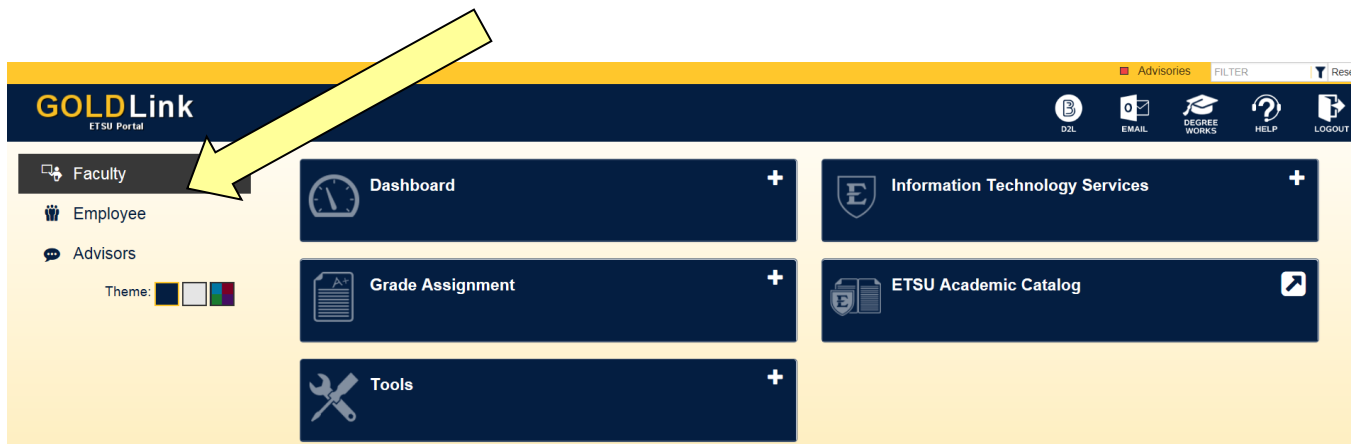 Advisories FILTER Rese
GOLDLink
ETSU Portal
B
D2L
EMAIL
DEGREE
WORKS
HELP
LOGOUT
Faculty
Employee
Advisors
Theme:
Dashboard
E
Information Technology Services
A+
Grade Assignment
E
ETSU Academic Catalog
Tools